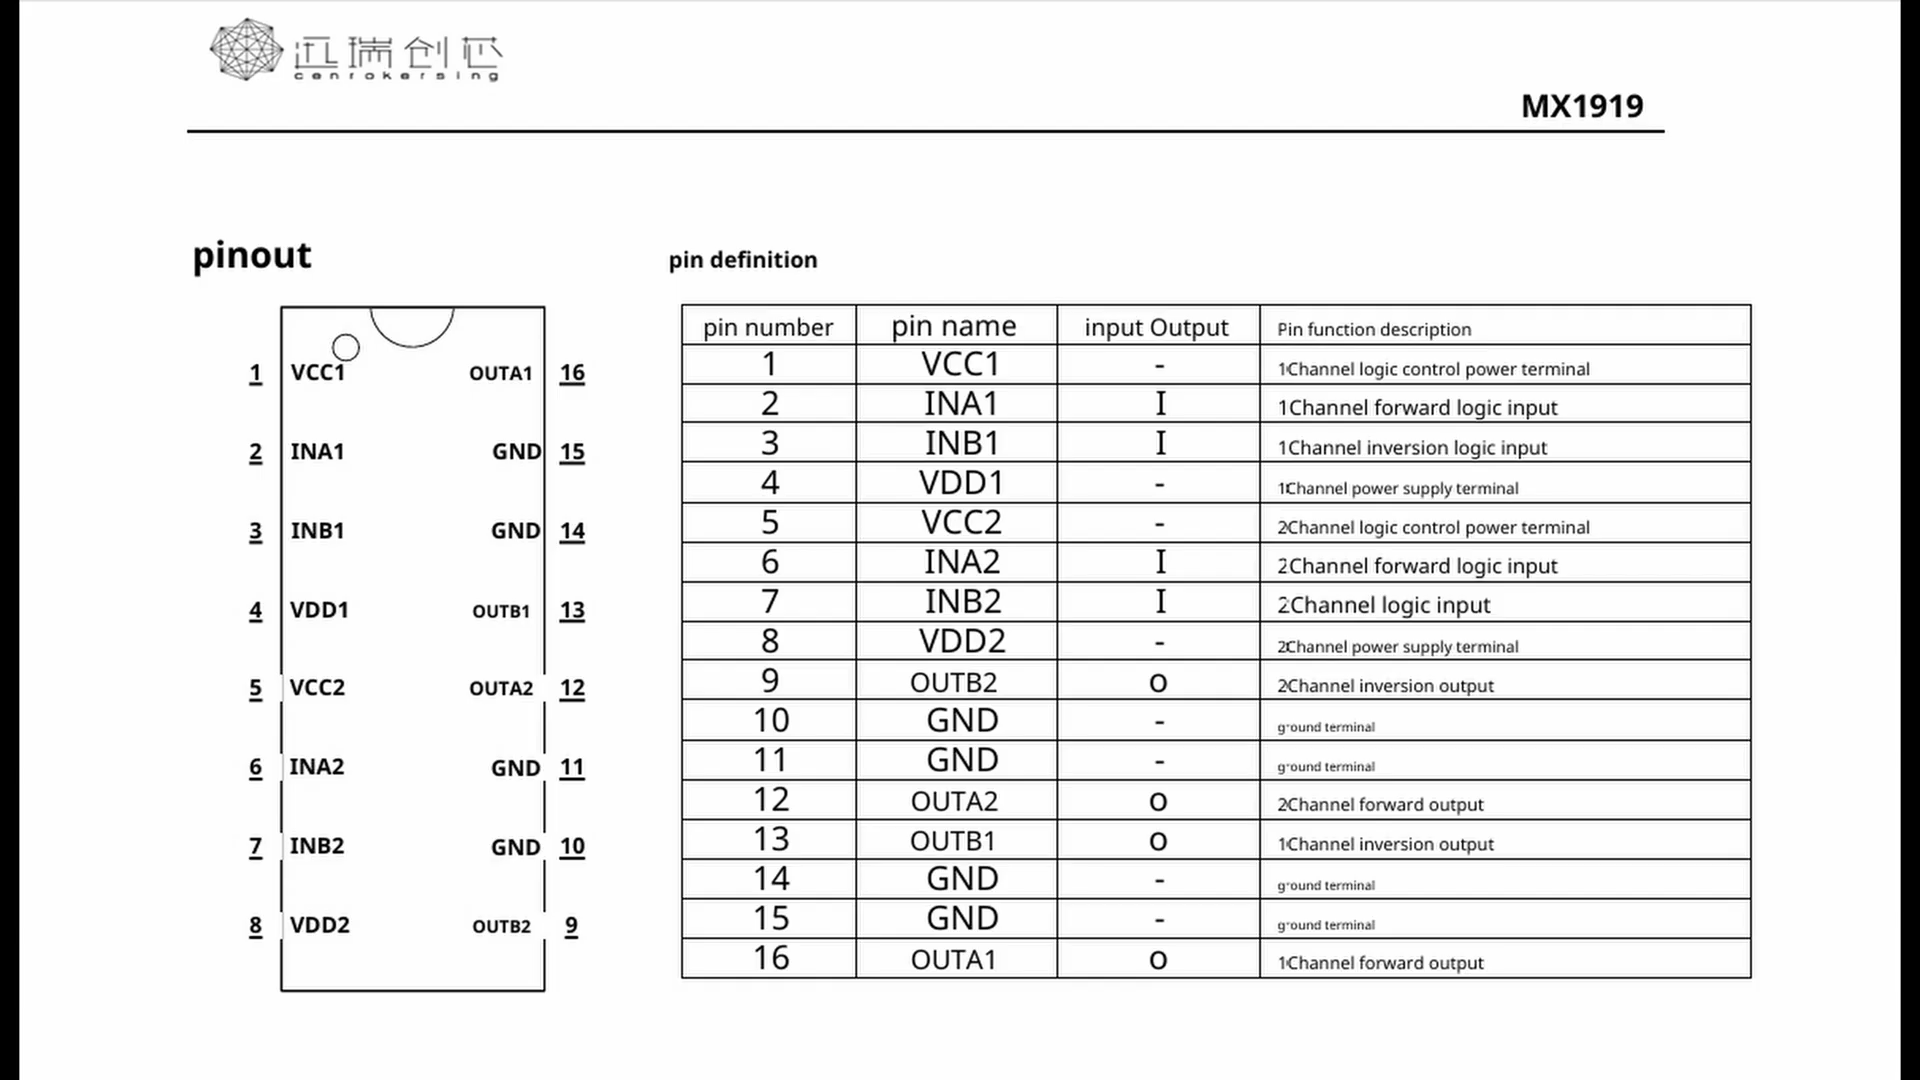 迈瑞创芯
cenrokersing
MX1919
pinout
pin definition
1 VCC1 OUTA1 16
2 INA1 GND 15
3 INB1 GND 14
4 VDD1 OUTB1 13
5 VCC2 OUTA2 12
6 INA2 GND 11
7 INB2 GND 10
8 VDD2 OUTB2 9
pin number pin name input Output Pin function description
1 VCC1 - 1Channel logic control power terminal
2 INA1 I 1Channel forward logic input
3 INB1 I 1Channel inversion logic input
4 VDD1 - 1Channel power supply terminal
5 VCC2 - 2Channel logic control power terminal
6 INA2 I 2Channel forward logic input
7 INB2 I 2Channel logic input
8 VDD2 - 2Channel power supply terminal
9 OUTB2 o 2Channel inversion output
10 GND - ground terminal
11 GND - ground terminal
12 OUTA2 o 2Channel forward output
13 OUTB1 o 1Channel inversion output
14 GND - ground terminal
15 GND - ground terminal
16 OUTA1 o 1Channel forward output